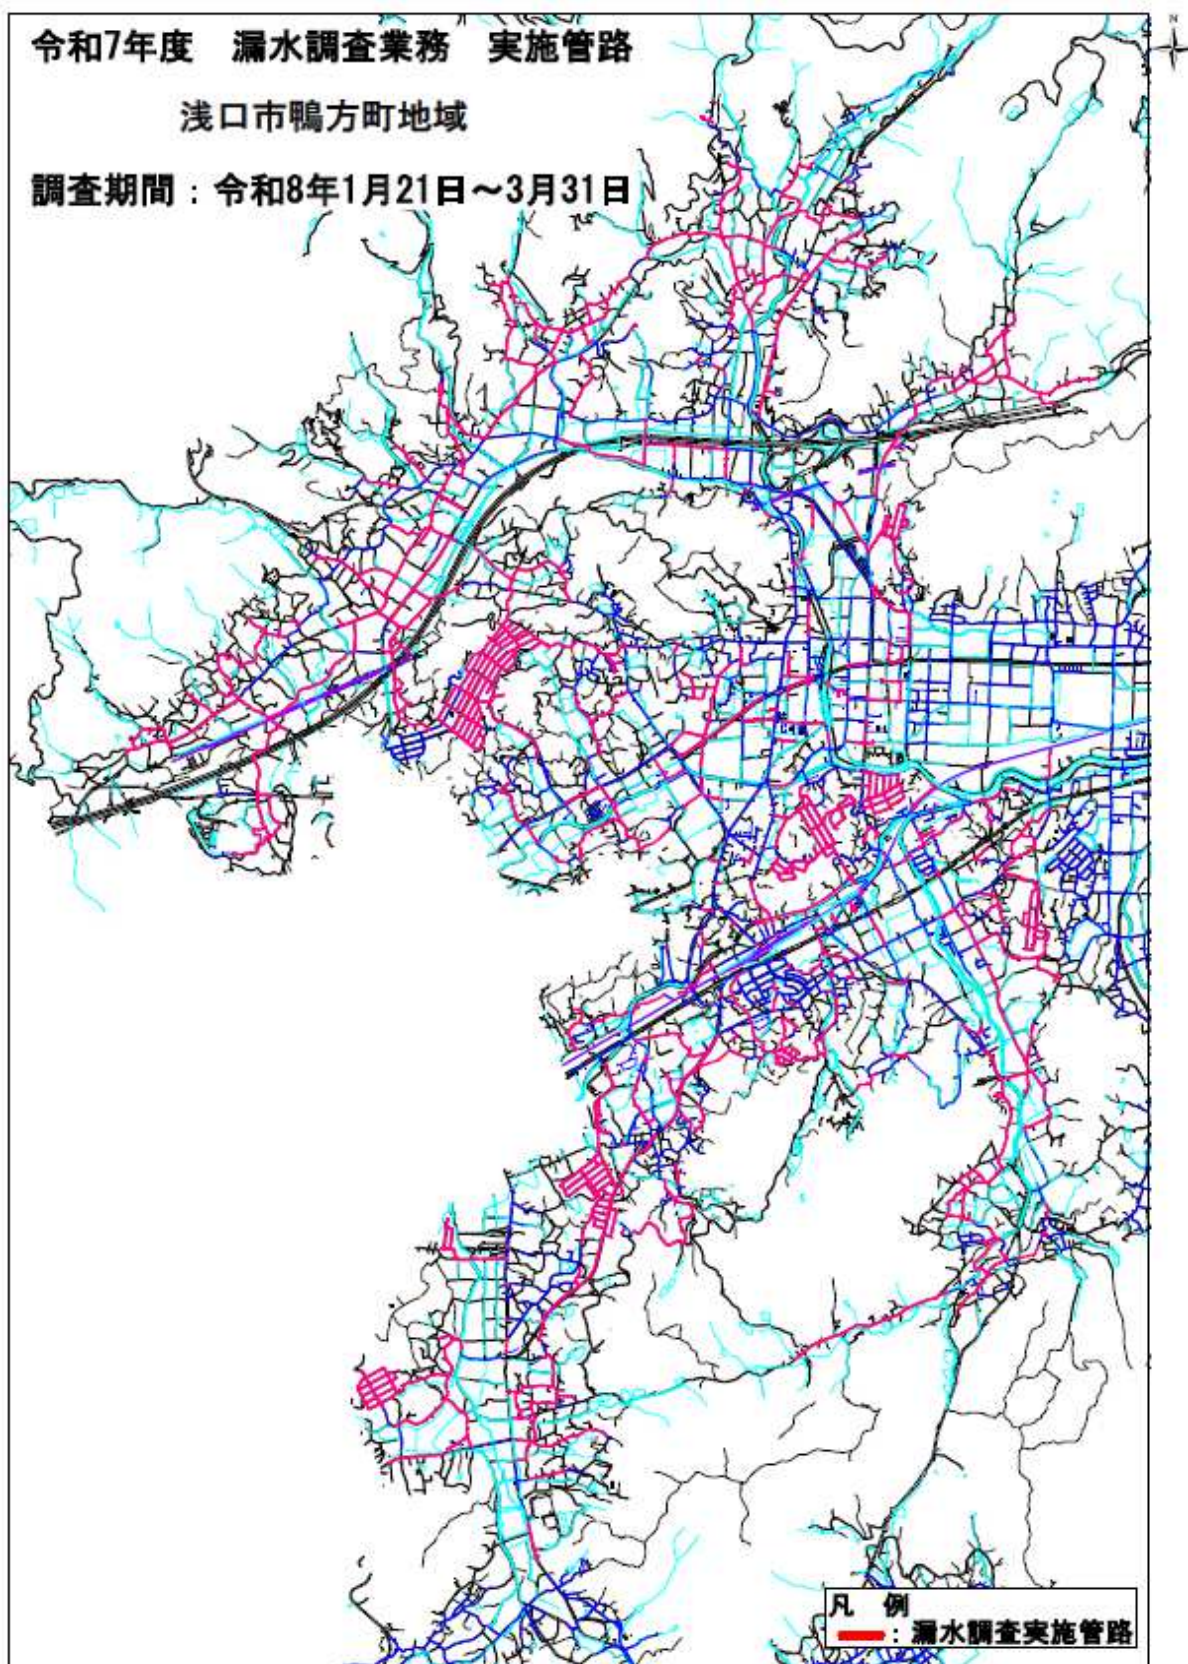 令和7年度　漏水調査業務　実施管路
浅口市鴨方町地域
調査期間：令和8年1月21日～3月31日
N
凡　例
：漏水調査実施管路